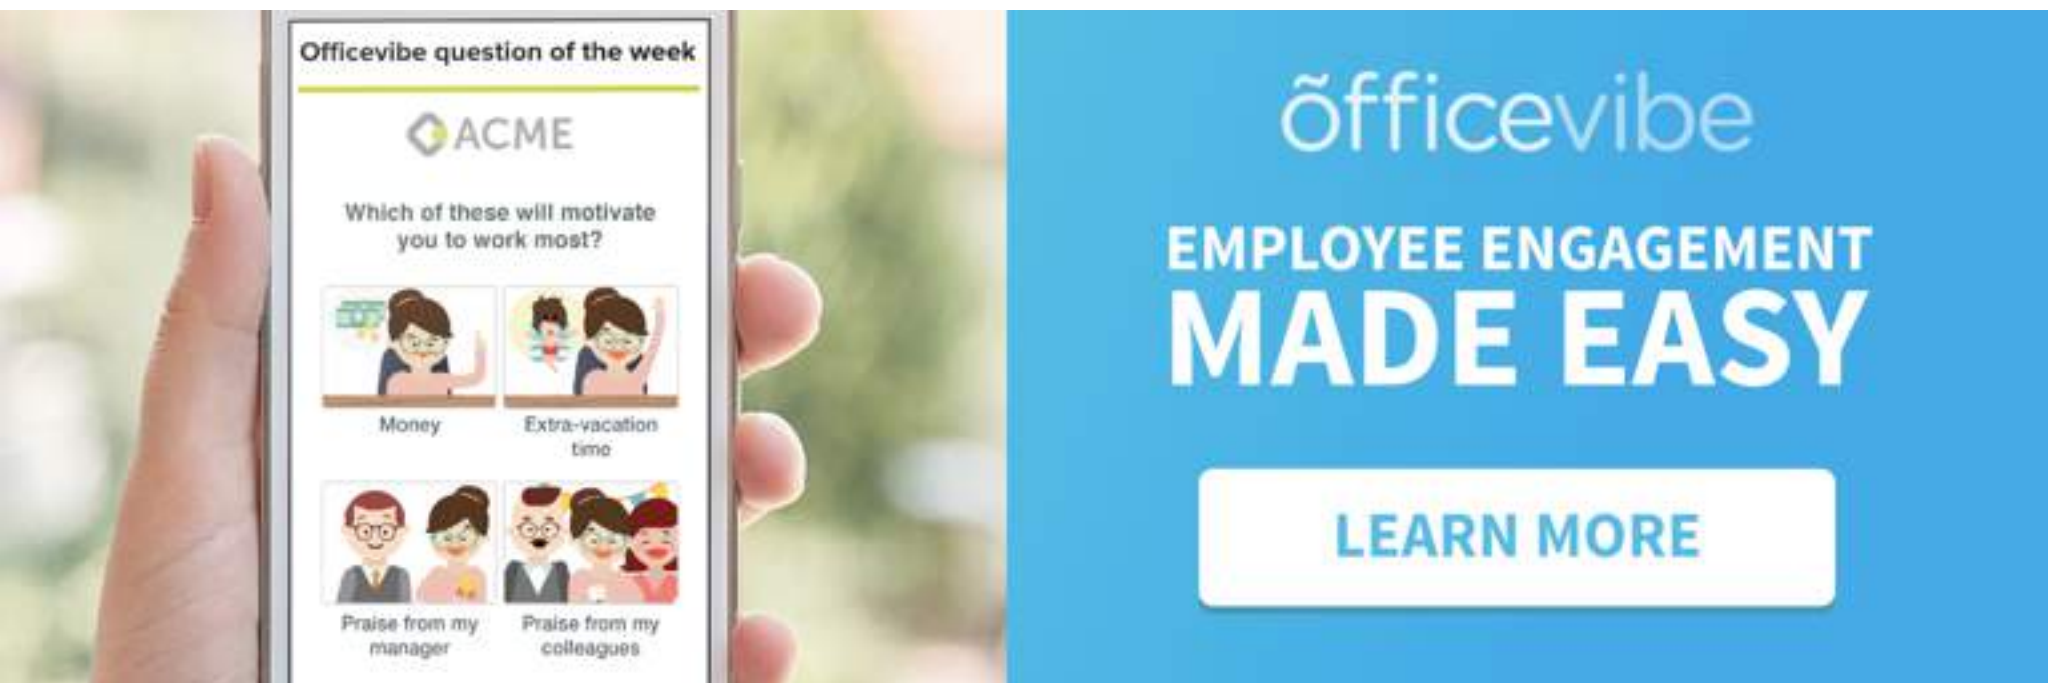 Officevibe question of the week
ACME
Which of these will motivate
you to work most?
Money
Extra-vacation
time
Praise from my
manager
Praise from my
colleagues
õfficevibe
EMPLOYEE ENGAGEMENT
MADE EASY
LEARN MORE